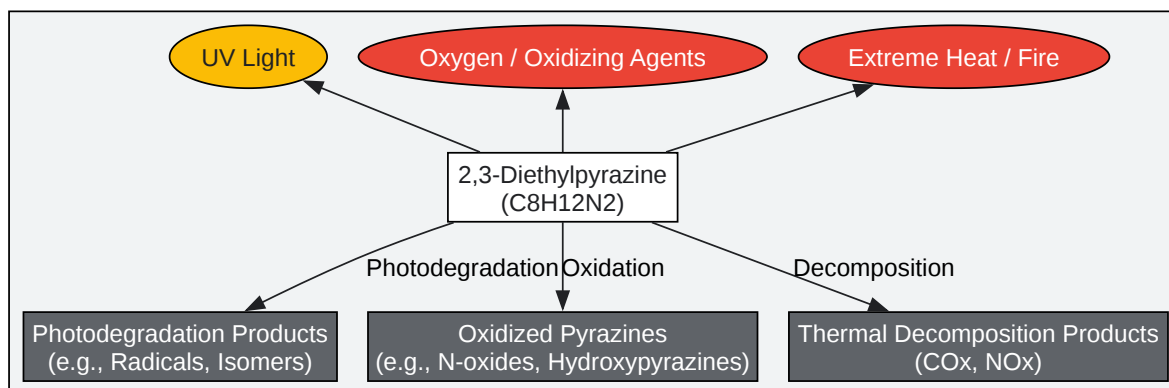 UV Light
Oxygen / Oxidizing Agents
Extreme Heat / Fire
2,3-Diethylpyrazine
(C8H12N2)
Photodegradation
Oxidation
Decomposition
Photodegradation Products
(e.g., Radicals, Isomers)
Oxidized Pyrazines
(e.g., N-oxides, Hydroxypyrazines)
Thermal Decomposition Products
(COx, NOx)